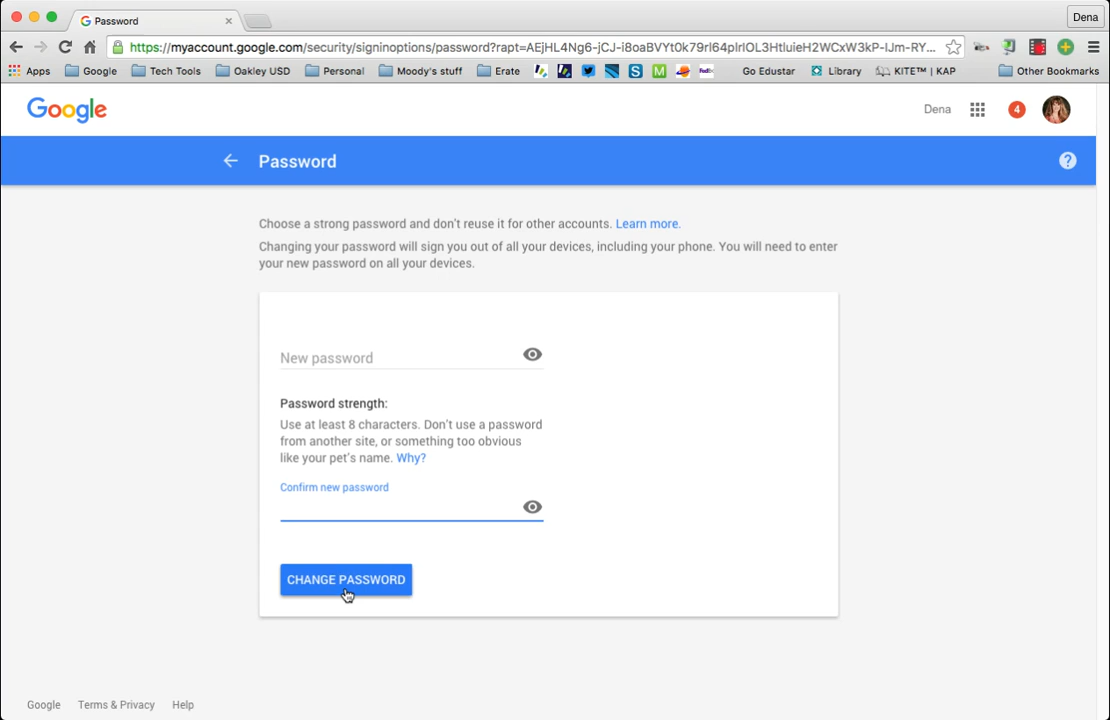 Password
Dena
https://myaccount.google.com/security/signinoptions/password?rapt=
Apps Google Tech Tools Oakley USD Personal Moody's stuff Erate S M FedEx Go Edustar Library KITE™ | KAP Other Bookmarks
Google Dena 4
Password ?
Choose a strong password and don't reuse it for other accounts. Learn more.
Changing your password will sign you out of all your devices, including your phone. You will need to enter
your new password on all your devices.
New password
Password strength:
Use at least 8 characters. Don't use a password
from another site, or something too obvious
like your pet's name. Why?
Confirm new password
CHANGE PASSWORD
Google Terms & Privacy Help